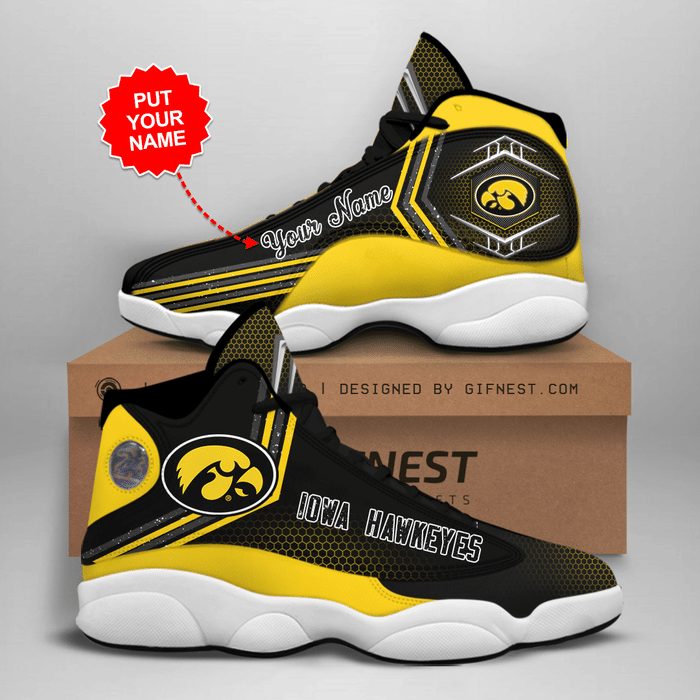 PUT
YOUR
NAME
Your Name
| DESIGNED BY GIFNEST.COM
NEST
IOWA HAWKEYES